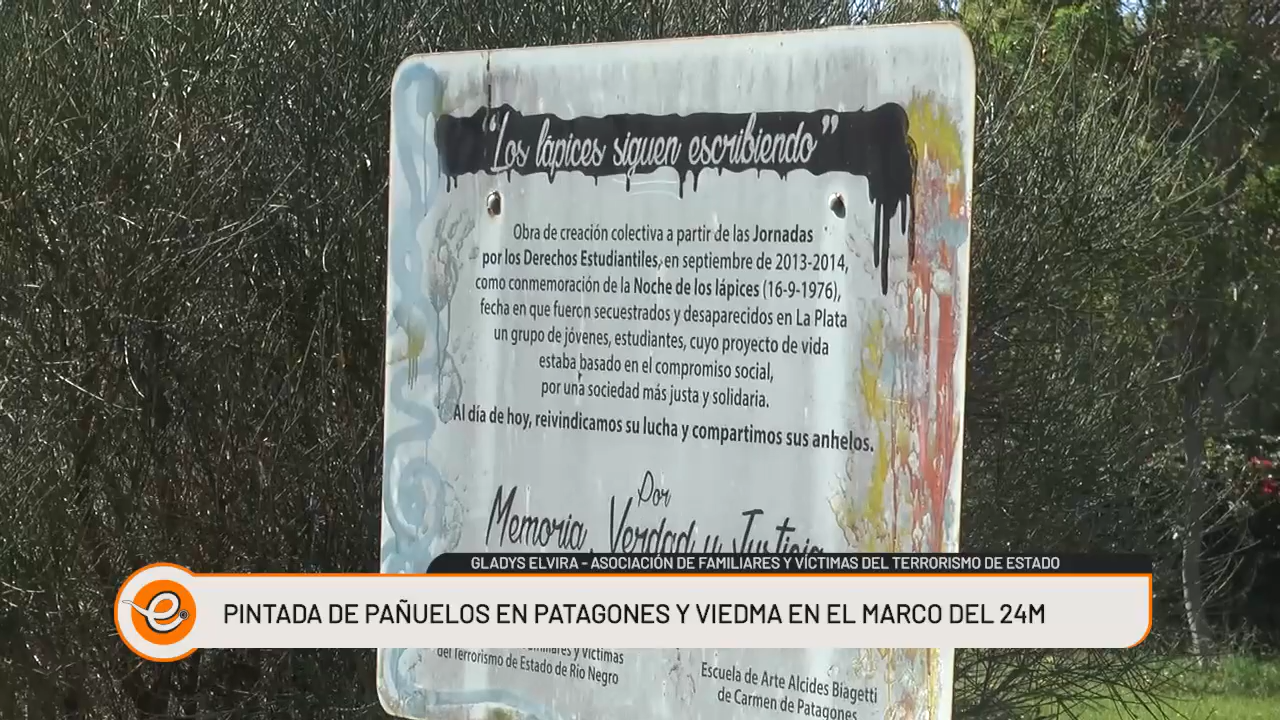 “Los lápices siguen escribiendo”
Obra de creación colectiva a partir de las Jornadas
por los Derechos Estudiantiles, en septiembre de 2013-2014,
como conmemoración de la Noche de los lápices (16-9-1976),
fecha en que fueron secuestrados y desaparecidos en La Plata
un grupo de jóvenes, estudiantes, cuyo proyecto de vida
estaba basado en el compromiso social,
por una sociedad más justa y solidaria.
Al día de hoy, reivindicamos su lucha y compartimos sus anhelos.
Por
Memoria, Verdad y Justicia
GLADYS ELVIRA - ASOCIACIÓN DE FAMILIARES Y VÍCTIMAS DEL TERRORISMO DE ESTADO
e
PINTADA DE PAÑUELOS EN PATAGONES Y VIEDMA EN EL MARCO DEL 24M
y Víctimas
del Terrorismo de Estado de Río Negro
Escuela de Arte Alcides Biagetti
de Carmen de Patagones